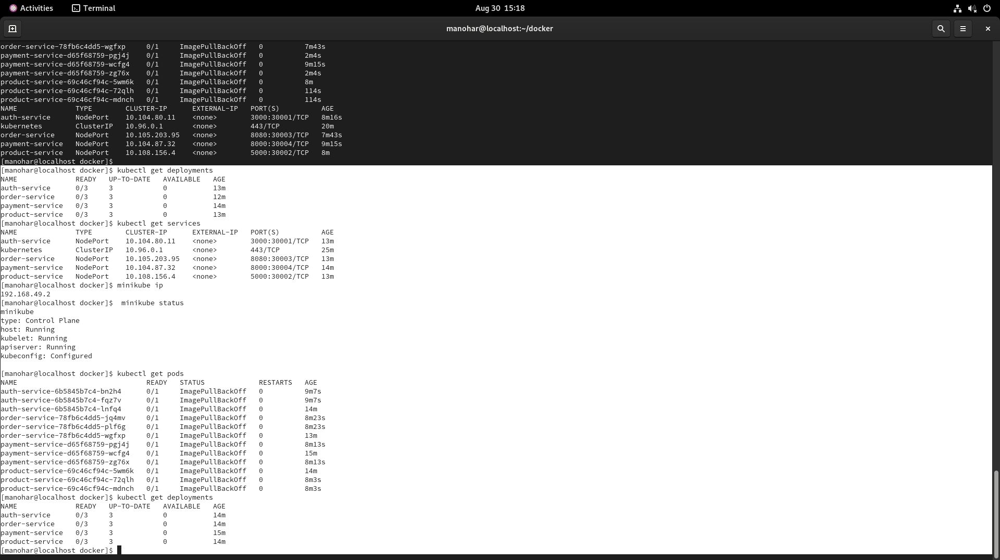 Activities
Terminal
Aug 30 15:18
manohar@localhost:~/docker
order-service-78fb6c4dd5-wgfxp     0/1     ImagePullBackOff   0          7m43s
payment-service-d65f68759-pgj4j    0/1     ImagePullBackOff   0          2m4s
payment-service-d65f68759-wcfg4    0/1     ImagePullBackOff   0          9m15s
payment-service-d65f68759-zg76x    0/1     ImagePullBackOff   0          2m4s
product-service-69c46cf94c-5wm6k   0/1     ImagePullBackOff   0          8m
product-service-69c46cf94c-72qlh   0/1     ImagePullBackOff   0          114s
product-service-69c46cf94c-mdnch   0/1     ImagePullBackOff   0          114s
NAME              TYPE        CLUSTER-IP      EXTERNAL-IP   PORT(S)          AGE
auth-service      NodePort    10.104.80.11    <none>        3000:30001/TCP   8m16s
kubernetes        ClusterIP   10.96.0.1       <none>        443/TCP          20m
order-service     NodePort    10.105.203.95   <none>        8080:30003/TCP   7m43s
payment-service   NodePort    10.104.87.32    <none>        8000:30004/TCP   9m15s
product-service   NodePort    10.108.156.4    <none>        5000:30002/TCP   8m
[manohar@localhost docker]$
[manohar@localhost docker]$ kubectl get deployments
NAME              READY   UP-TO-DATE   AVAILABLE   AGE
auth-service      0/3     3            0           13m
order-service     0/3     3            0           12m
payment-service   0/3     3            0           14m
product-service   0/3     3            0           13m
[manohar@localhost docker]$ kubectl get services
NAME              TYPE        CLUSTER-IP      EXTERNAL-IP   PORT(S)          AGE
auth-service      NodePort    10.104.80.11    <none>        3000:30001/TCP   13m
kubernetes        ClusterIP   10.96.0.1       <none>        443/TCP          25m
order-service     NodePort    10.105.203.95   <none>        8080:30003/TCP   13m
payment-service   NodePort    10.104.87.32    <none>        8000:30004/TCP   14m
product-service   NodePort    10.108.156.4    <none>        5000:30002/TCP   13m
[manohar@localhost docker]$ minikube ip
192.168.49.2
[manohar@localhost docker]$  minikube status
minikube
type: Control Plane
host: Running
kubelet: Running
apiserver: Running
kubeconfig: Configured
[manohar@localhost docker]$ kubectl get pods
NAME                               READY   STATUS             RESTARTS   AGE
auth-service-6b5845b7c4-bn2h4      0/1     ImagePullBackOff   0          9m7s
auth-service-6b5845b7c4-fqz7v      0/1     ImagePullBackOff   0          9m7s
auth-service-6b5845b7c4-lnfq4      0/1     ImagePullBackOff   0          14m
order-service-78fb6c4dd5-jq4mv     0/1     ImagePullBackOff   0          8m23s
order-service-78fb6c4dd5-plf6g     0/1     ImagePullBackOff   0          8m23s
order-service-78fb6c4dd5-wgfxp     0/1     ImagePullBackOff   0          13m
payment-service-d65f68759-pgj4j    0/1     ImagePullBackOff   0          8m13s
payment-service-d65f68759-wcfg4    0/1     ImagePullBackOff   0          15m
payment-service-d65f68759-zg76x    0/1     ImagePullBackOff   0          8m13s
product-service-69c46cf94c-5wm6k   0/1     ImagePullBackOff   0          14m
product-service-69c46cf94c-72qlh   0/1     ImagePullBackOff   0          8m3s
product-service-69c46cf94c-mdnch   0/1     ImagePullBackOff   0          8m3s
[manohar@localhost docker]$ kubectl get deployments
NAME              READY   UP-TO-DATE   AVAILABLE   AGE
auth-service      0/3     3            0           14m
order-service     0/3     3            0           14m
payment-service   0/3     3            0           15m
product-service   0/3     3            0           14m
[manohar@localhost docker]$